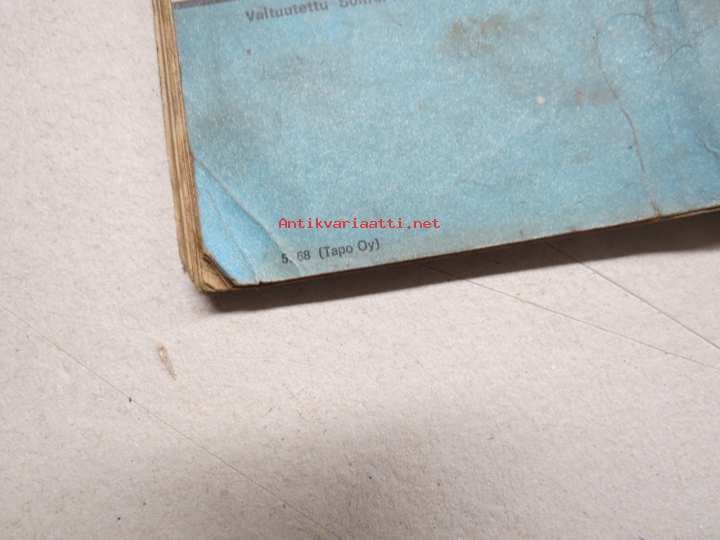 Valtuutettu
Antikvariaatti.net
5. 68 (Tapo Oy)